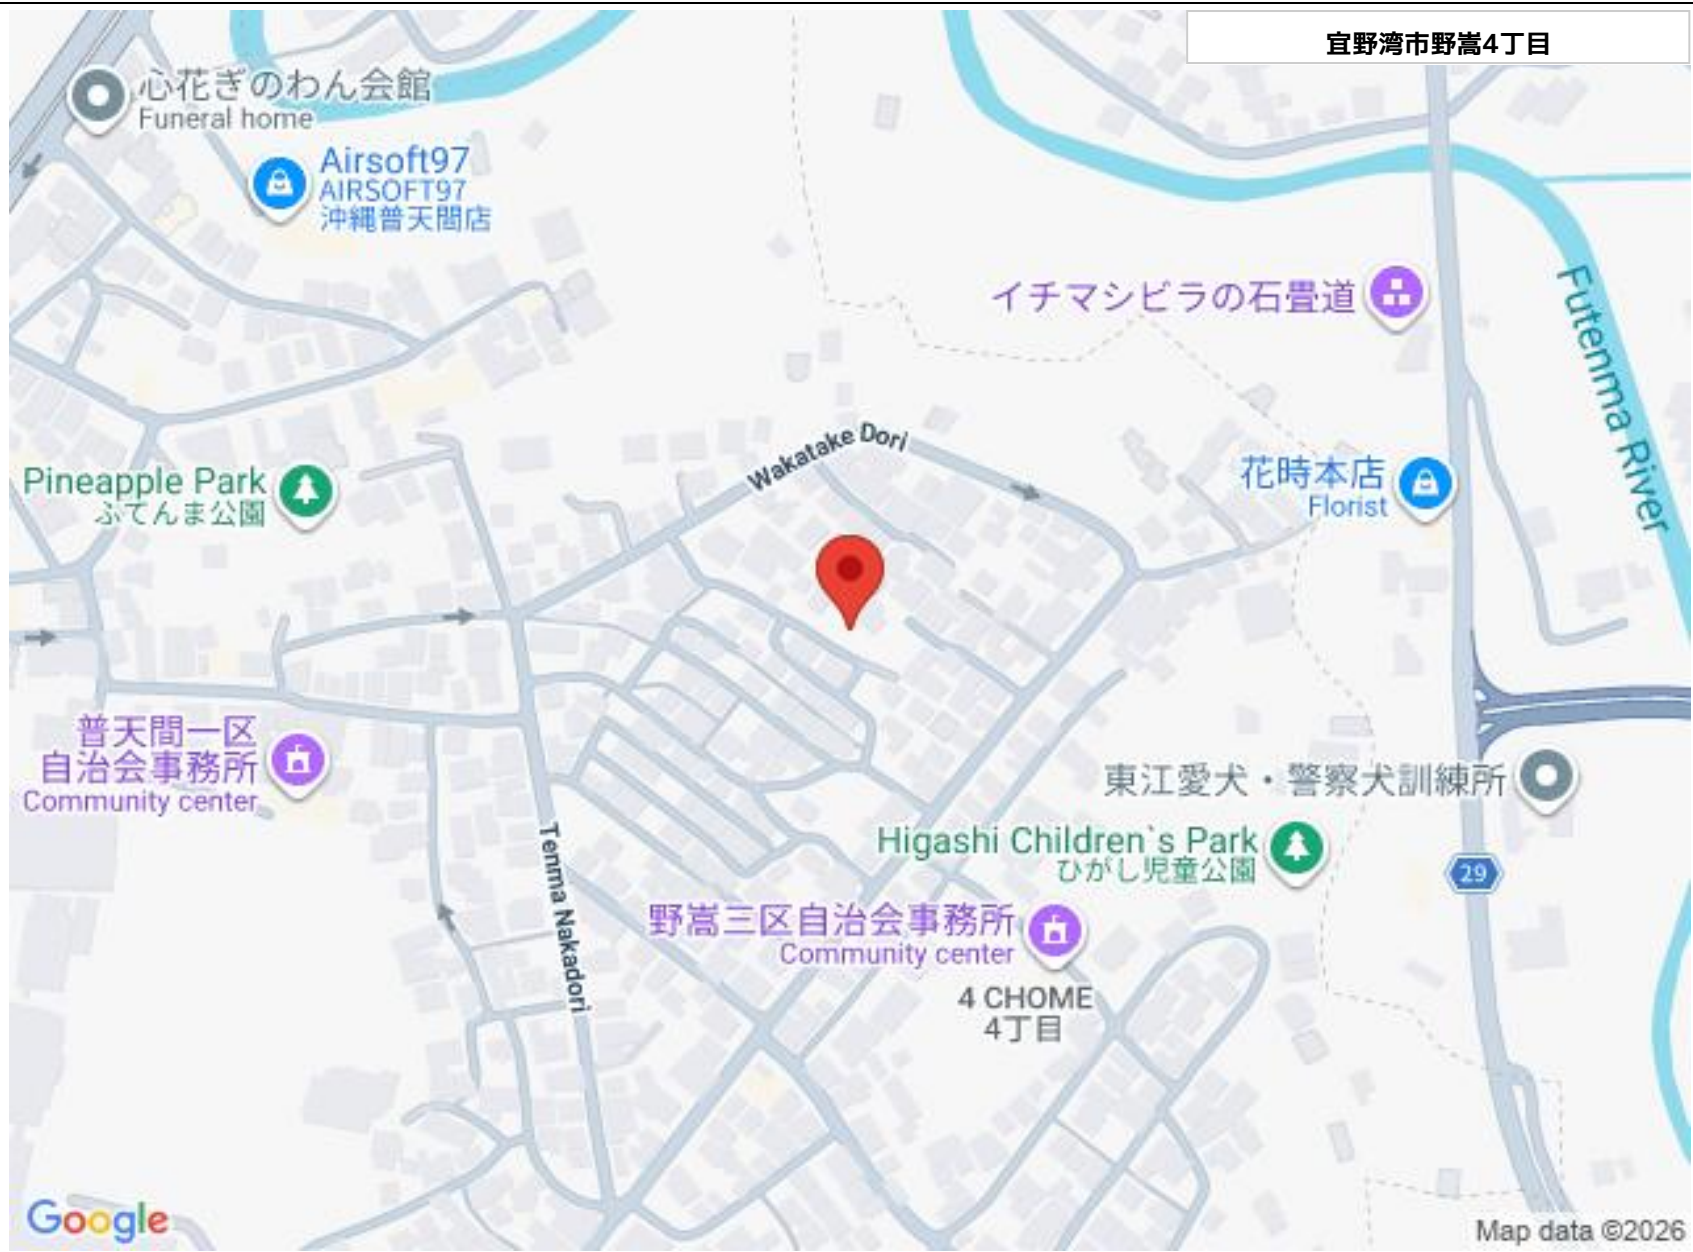 宜野湾市野嵩4丁目
心花ぎのわん会館
Funeral home
Airsoft97
AIRSOFT97
沖縄普天間店
イチマシビラの石畳道
Futenma River
Wakatake Dori
Pineapple Park
ふてんま公園
花時本店
Florist
普天間一区
自治会事務所
Community center
東江愛犬・警察犬訓練所
Higashi Children`s Park
ひがし児童公園
29
Tenma Nakadori
野嵩三区自治会事務所
Community center
4 CHOME
4丁目
Google
Map data ©2026